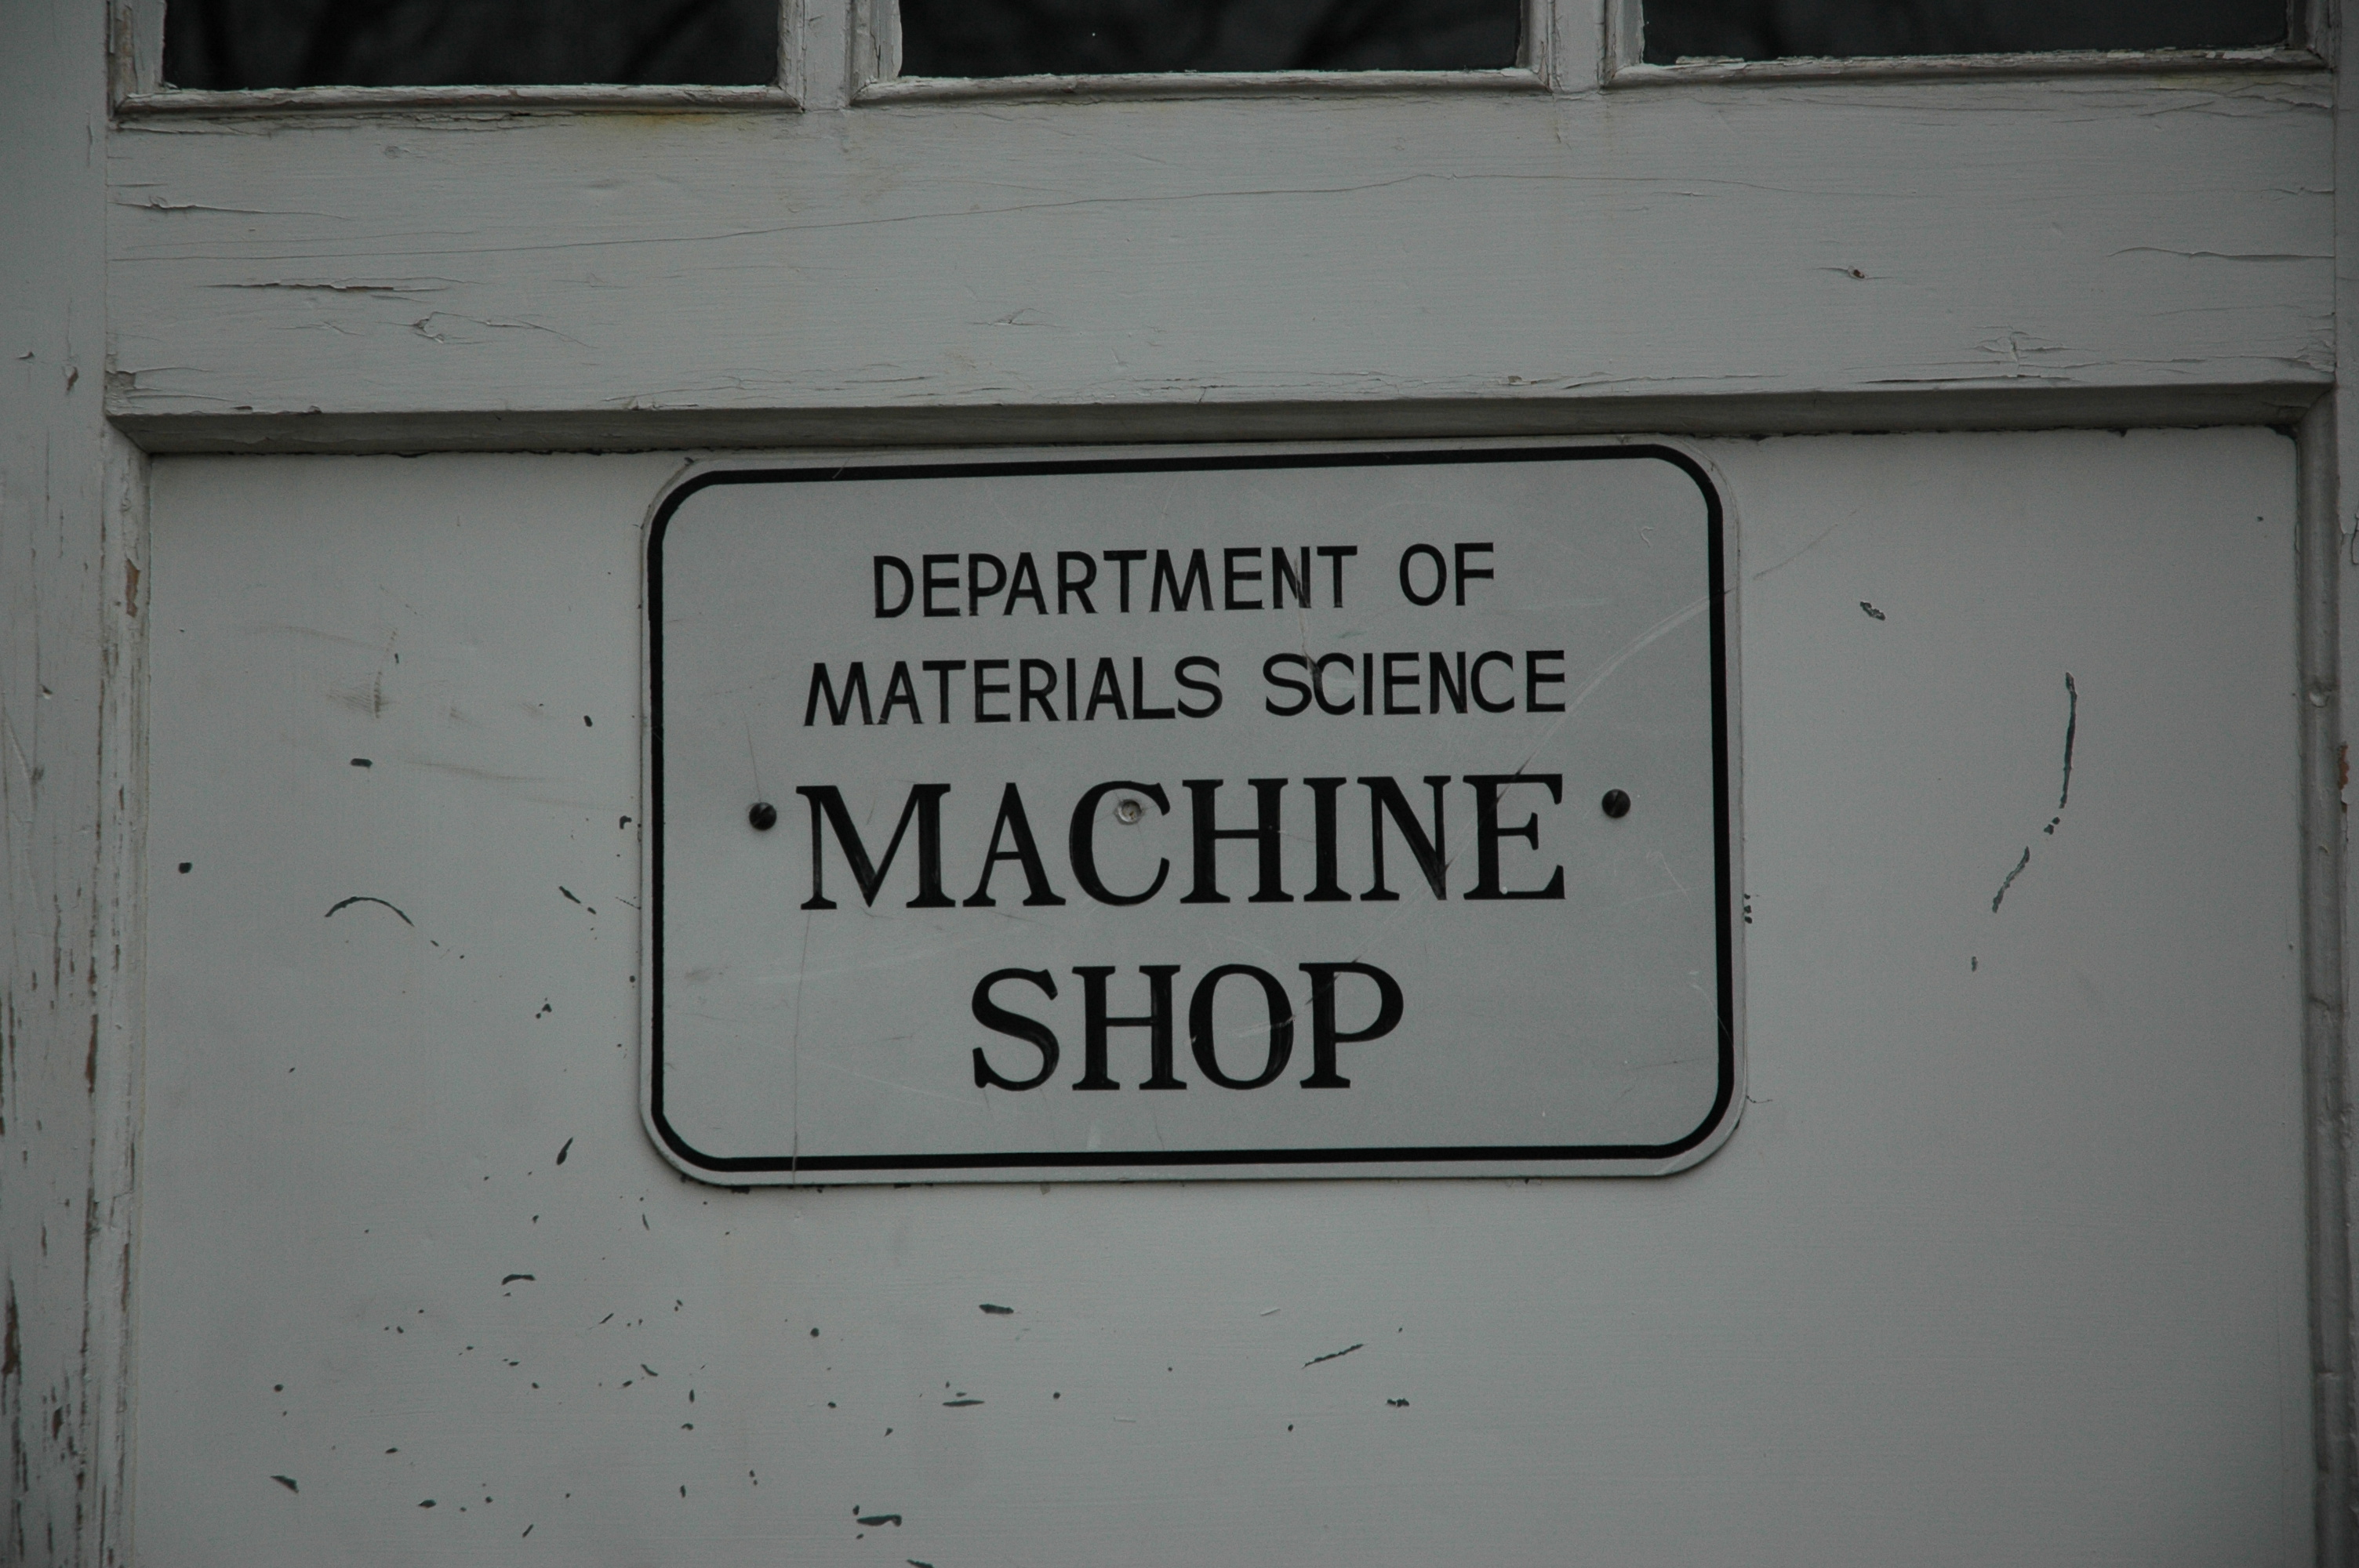 DEPARTMENT OF
MATERIALS SCIENCE
MACHINE
SHOP